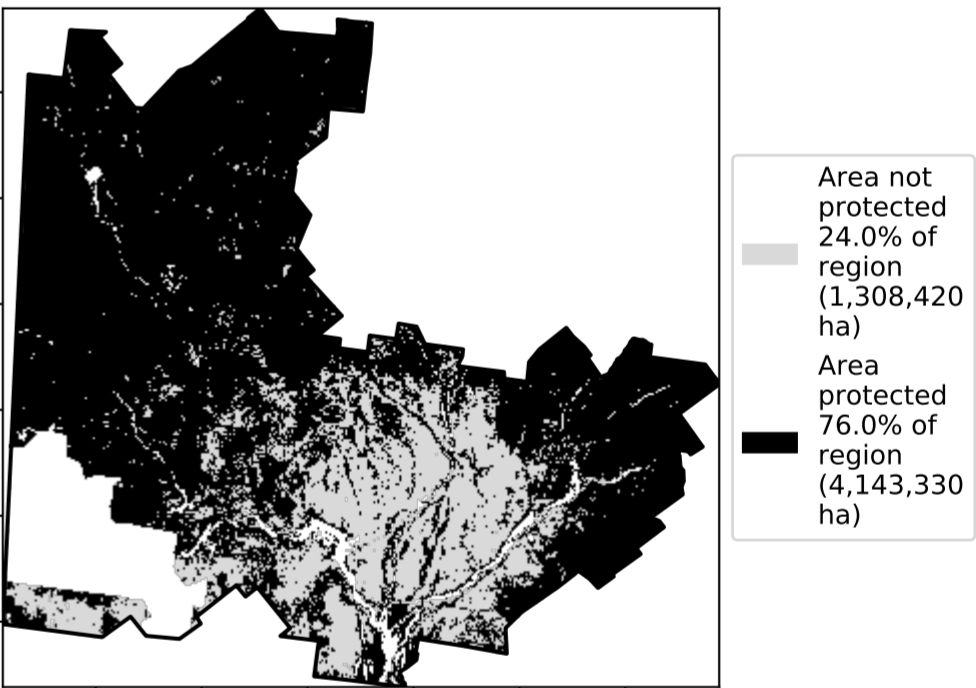 Area not
protected
24.0% of
region
(1,308,420
ha)
Area
protected
76.0% of
region
(4,143,330
ha)